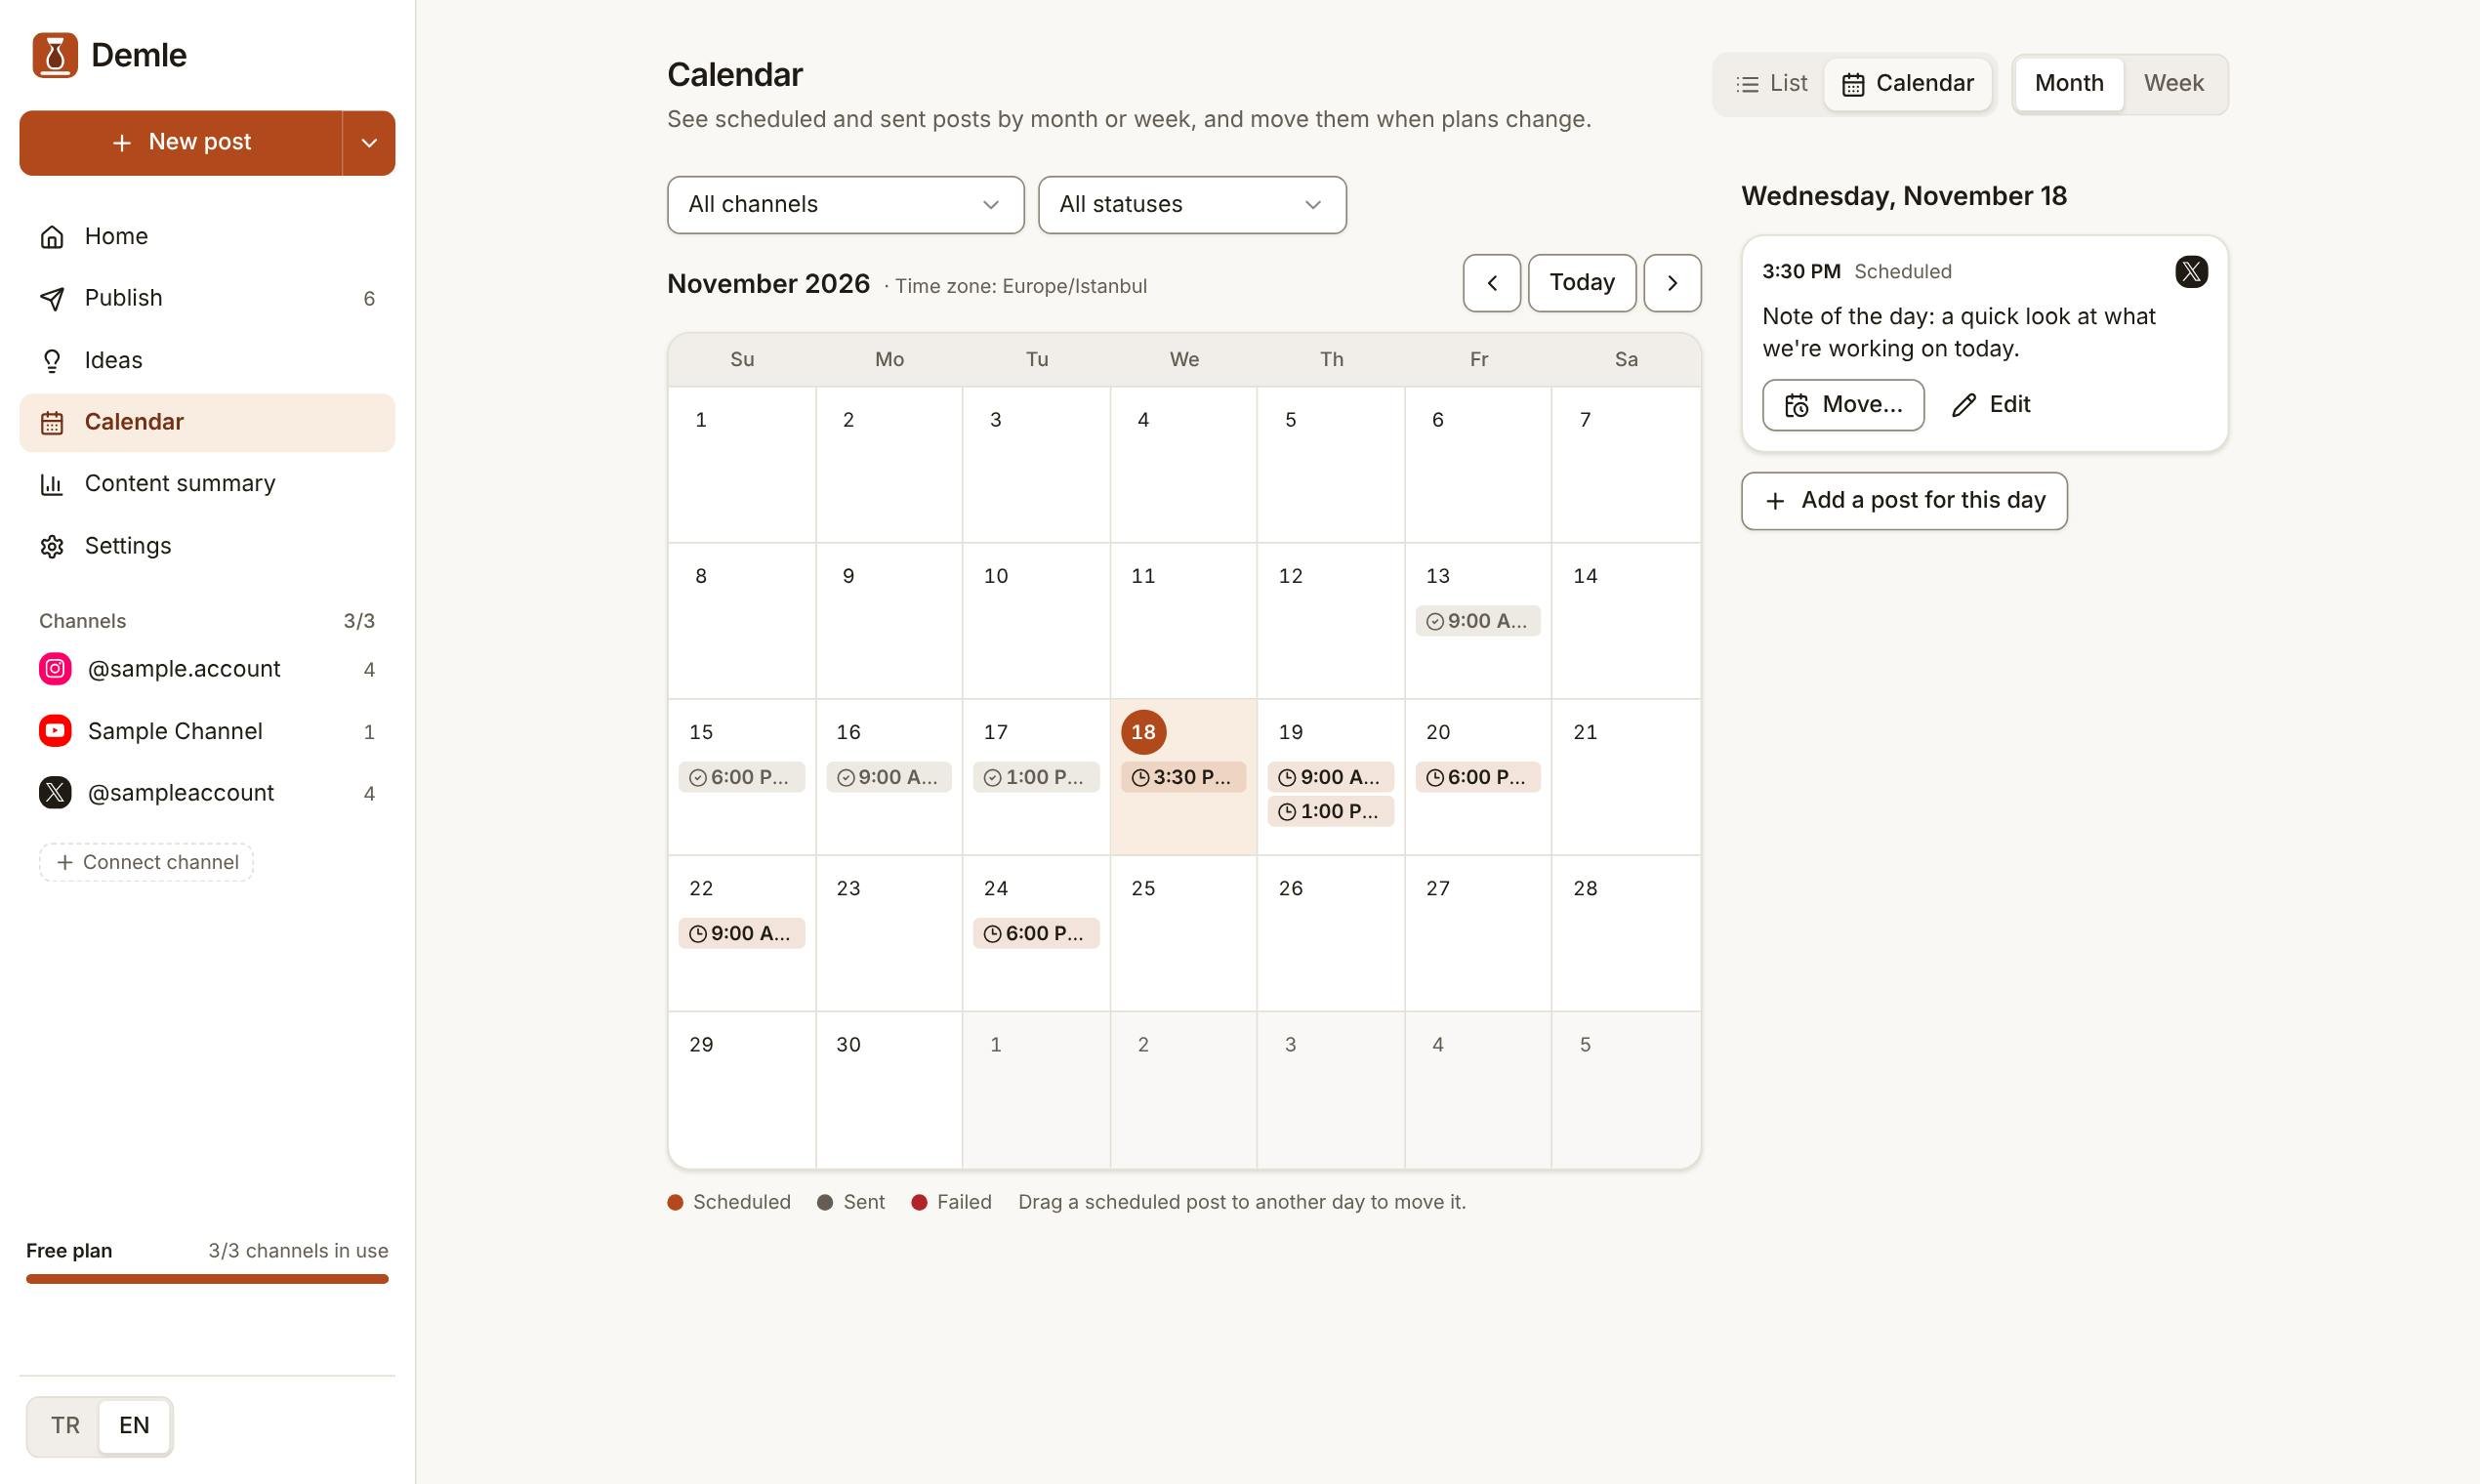 Demle
New post
Home
Publish 6
Ideas
Calendar
Content summary
Settings
Channels 3/3
@sample.account 4
Sample Channel 1
@sampleaccount 4
Connect channel
Free plan 3/3 channels in use
TR EN
Calendar
See scheduled and sent posts by month or week, and move them when plans change.
List Calendar Month Week
All channels All statuses
November 2026 · Time zone: Europe/Istanbul
Today
Su Mo Tu We Th Fr Sa
1 2 3 4 5 6 7
8 9 10 11 12 13 14
9:00 A...
15 16 17 18 19 20 21
6:00 P... 9:00 A... 1:00 P... 3:30 P... 9:00 A... 6:00 P...
1:00 P...
22 23 24 25 26 27 28
9:00 A... 6:00 P...
29 30 1 2 3 4 5
Scheduled Sent Failed Drag a scheduled post to another day to move it.
Wednesday, November 18
3:30 PM Scheduled
Note of the day: a quick look at what
we're working on today.
Move... Edit
Add a post for this day